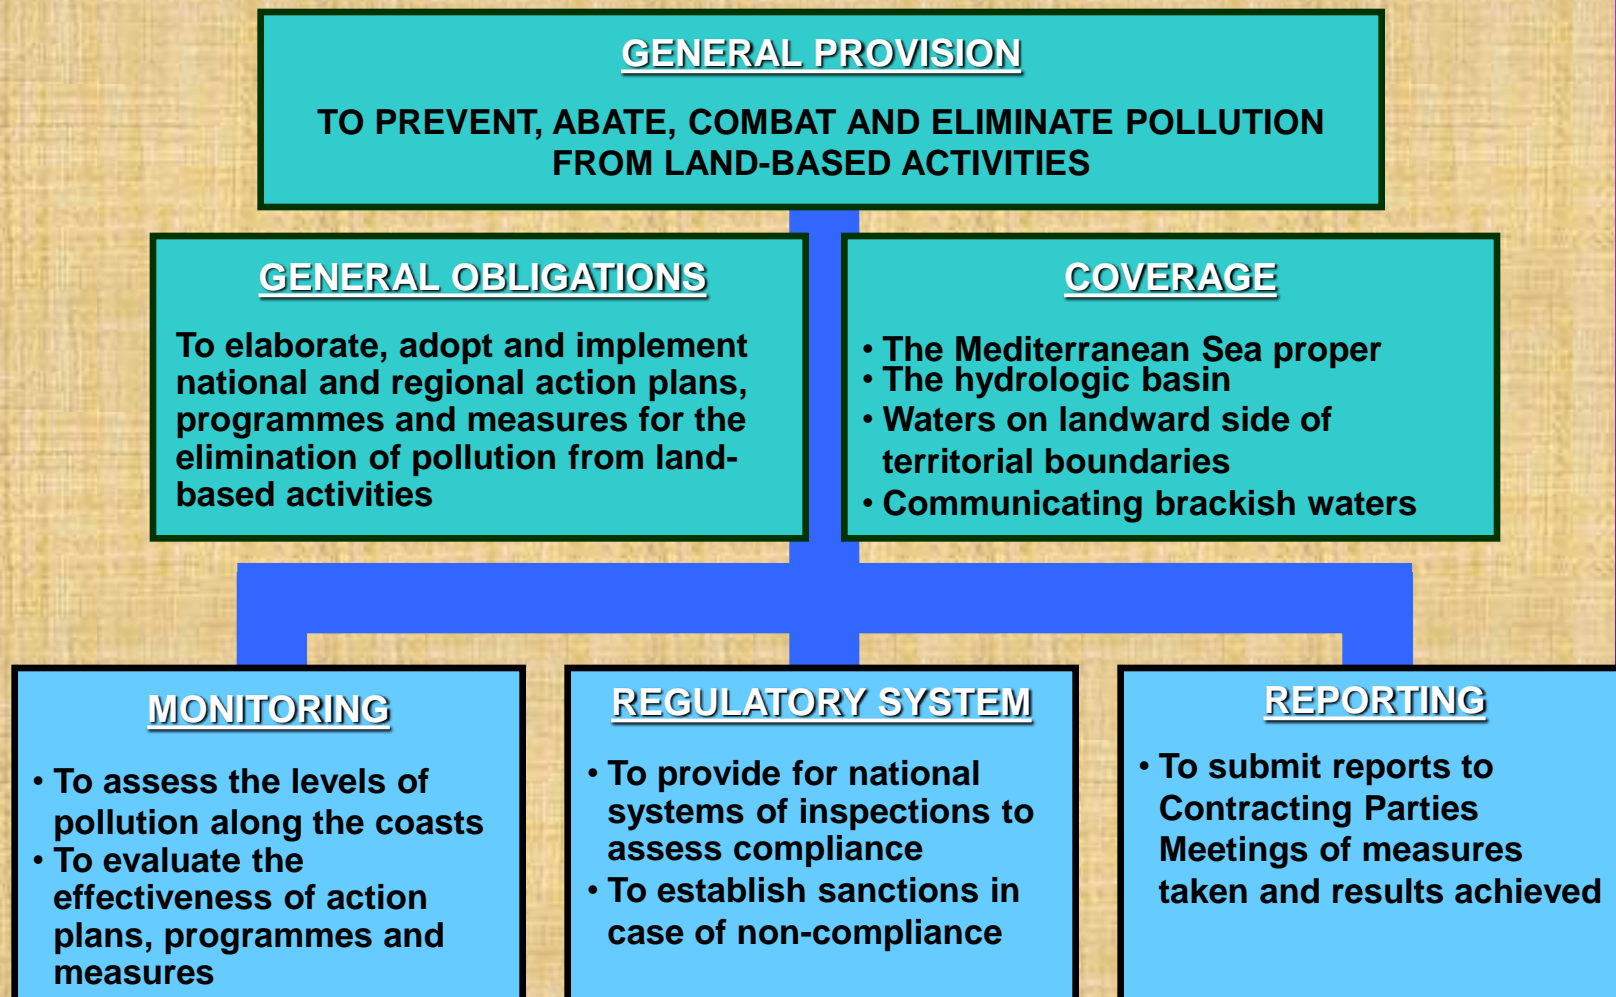 GENERAL PROVISION
TO PREVENT, ABATE, COMBAT AND ELIMINATE POLLUTION
FROM LAND-BASED ACTIVITIES
GENERAL OBLIGATIONS
To elaborate, adopt and implement
national and regional action plans,
programmes and measures for the
elimination of pollution from land-
based activities
COVERAGE
• The Mediterranean Sea proper
• The hydrologic basin
• Waters on landward side of
territorial boundaries
• Communicating brackish waters
MONITORING
• To assess the levels of
pollution along the coasts
• To evaluate the
effectiveness of action
plans, programmes and
measures
REGULATORY SYSTEM
• To provide for national
systems of inspections to
assess compliance
• To establish sanctions in
case of non-compliance
REPORTING
• To submit reports to
Contracting Parties
Meetings of measures
taken and results achieved